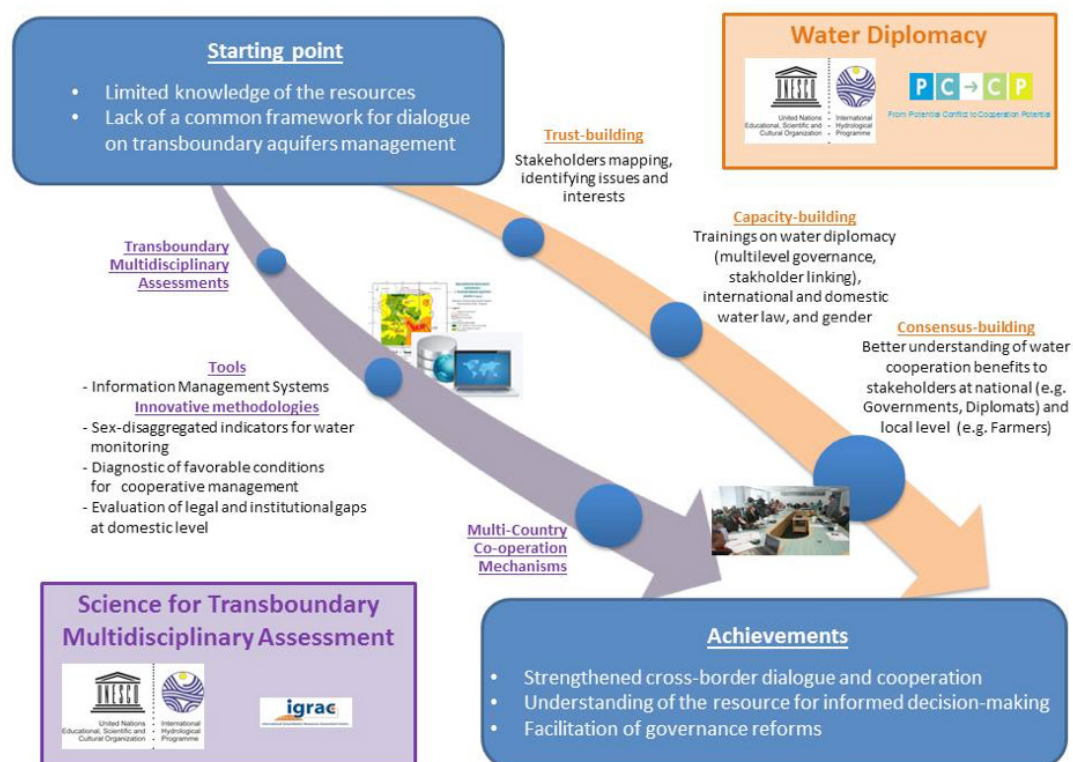 Starting point
• Limited knowledge of the resources
• Lack of a common framework for dialogue
on transboundary aquifers management
Water Diplomacy
UNESCO
United Nations
Educational, Scientific and
Cultural Organization
International
Hydrological
Programme
PC→CP
From Potential Conflict to Cooperation Potential
Trust-building
Stakeholders mapping,
identifying issues and
interests
Capacity-building
Trainings on water diplomacy
(multilevel governance,
stakholder linking),
international and domestic
water law, and gender
Consensus-building
Better understanding of water
cooperation benefits to
stakeholders at national (e.g.
Governments, Diplomats) and
local level (e.g. Farmers)
Transboundary
Multidisciplinary
Assessments
Tools
- Information Management Systems
Innovative methodologies
- Sex-disaggregated indicators for water
monitoring
- Diagnostic of favorable conditions
for cooperative management
- Evaluation of legal and institutional gaps
at domestic level
Multi-Country
Co-operation
Mechanisms
Science for Transboundary
Multidisciplinary Assessment
UNESCO
United Nations
Educational, Scientific and
Cultural Organization
International
Hydrological
Programme
igrac
Achievements
• Strengthened cross-border dialogue and cooperation
• Understanding of the resource for informed decision-making
• Facilitation of governance reforms